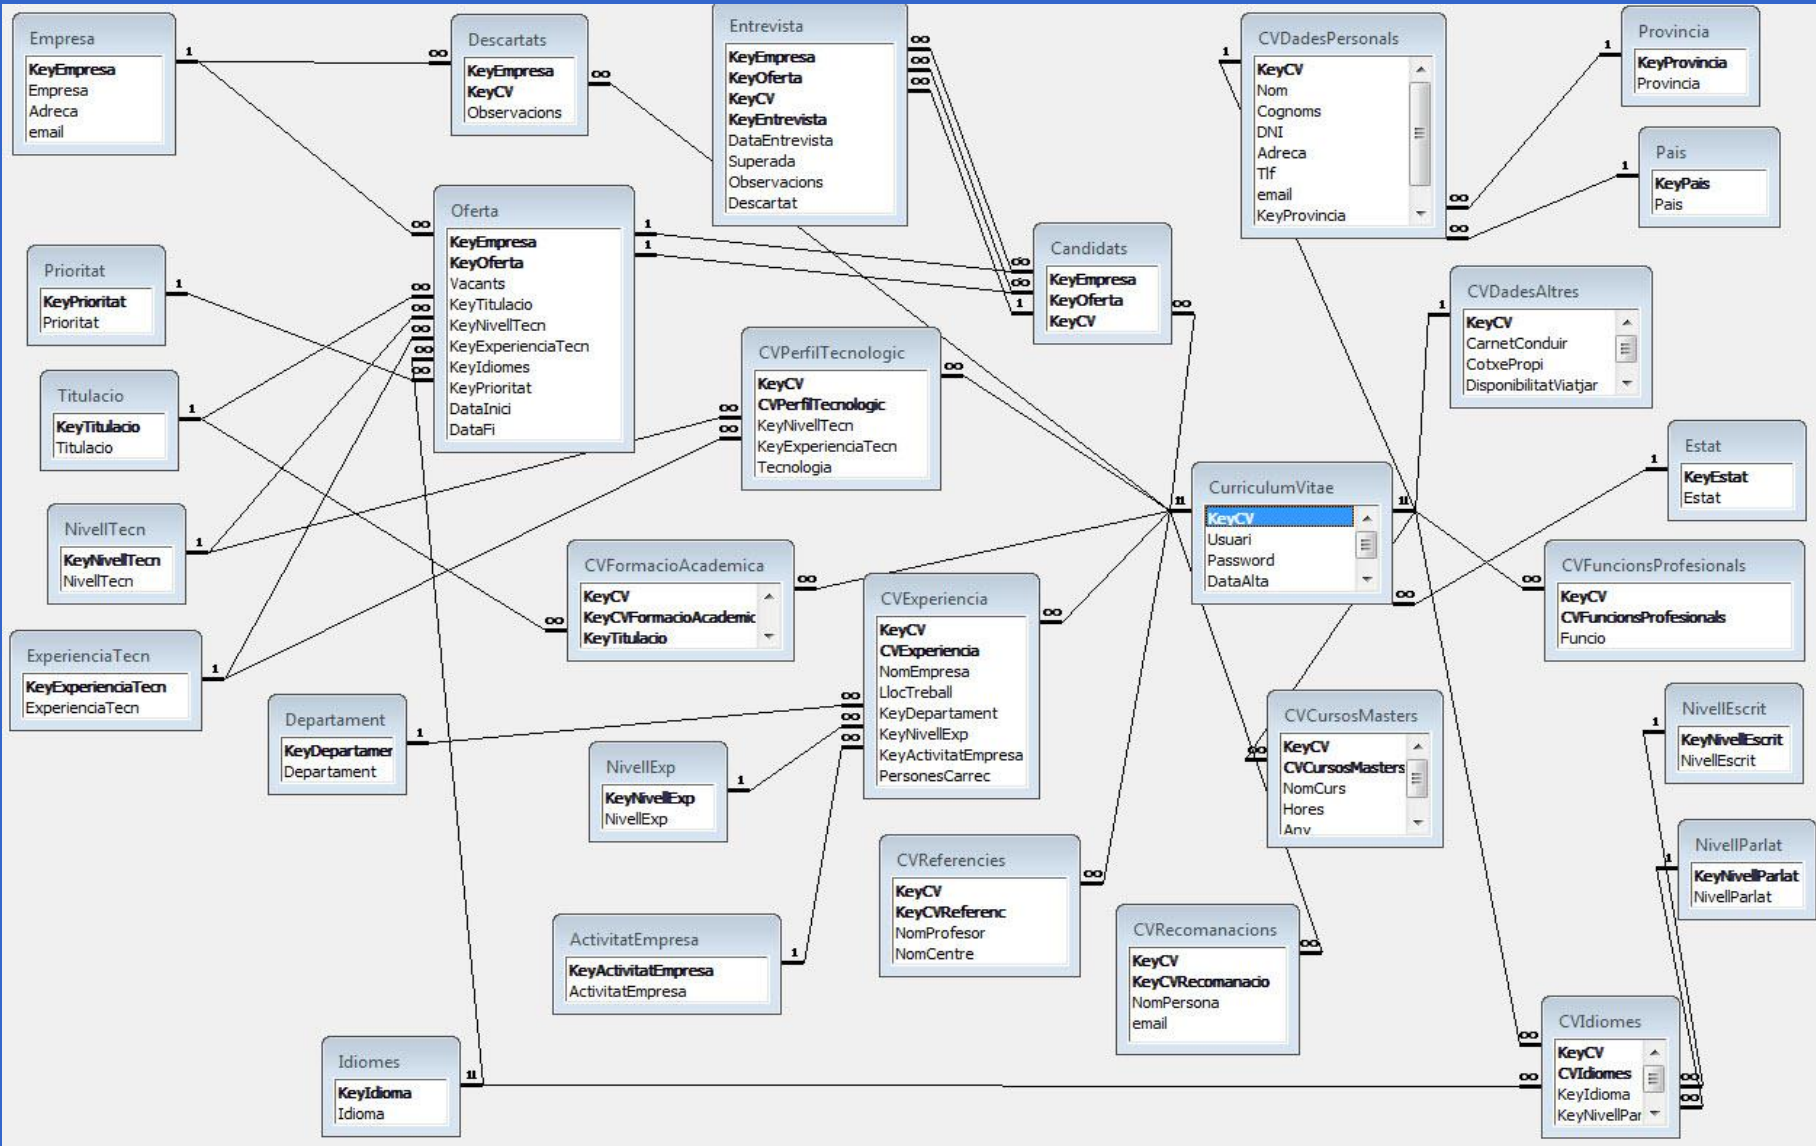 Empresa
KeyEmpresa
Empresa
Adreca
email
Descartats
KeyEmpresa
KeyCV
Observacions
Entrevista
KeyEmpresa
KeyOferta
KeyCV
KeyEntrevista
DataEntrevista
Superada
Observacions
Descartat
CVDadesPersonals
KeyCV
Nom
Cognoms
DNI
Adreca
Tlf
email
KeyProvincia
Provincia
KeyProvincia
Provincia
Pais
KeyPais
Pais
Oferta
KeyEmpresa
KeyOferta
Vacants
KeyTitulacio
KeyNivellTecn
KeyExperienciaTecn
KeyIdiomes
KeyPrioritat
DataInici
DataFi
Prioritat
KeyPrioritat
Prioritat
Candidats
KeyEmpresa
KeyOferta
KeyCV
CVDadesAltres
KeyCV
CarnetConduir
CotxePropi
DisponibilitatViatjar
Titulacio
KeyTitulacio
Titulacio
CVPerfilTecnologic
KeyCV
CVPerfilTecnologic
KeyNivellTecn
KeyExperienciaTecn
Tecnologia
Estat
KeyEstat
Estat
CurriculumVitae
KeyCV
Usuari
Password
DataAlta
NivellTecn
KeyNivellTecn
NivellTecn
CVFormacioAcademica
KeyCV
KeyCVFormacioAcademic
KeyTitulacio
CVExperiencia
KeyCV
CVExperiencia
NomEmpresa
LlocTreball
KeyDepartament
KeyNivellExp
KeyActivitatEmpresa
PersonesCarrec
CVFuncionsProfesionals
KeyCV
CVFuncionsProfesionals
Funcio
ExperienciaTecn
KeyExperienciaTecn
ExperienciaTecn
Departament
KeyDepartamer
Departament
NivellExp
KeyNivellExp
NivellExp
CVCursosMasters
KeyCV
CVCursosMasters
NomCurs
Hores
Any
NivellEscrit
KeyNivellEscrit
NivellEscrit
NivellParlat
KeyNivellParlat
NivellParlat
CVReferencies
KeyCV
KeyCVReferenc
NomProfesor
NomCentre
ActivitatEmpresa
KeyActivitatEmpresa
ActivitatEmpresa
CVRecomanacions
KeyCV
KeyCVRecomanacio
NomPersona
email
Idiomes
KeyIdioma
Idioma
CVIdiomes
KeyCV
CVIdiomes
KeyIdioma
KeyNivellPar